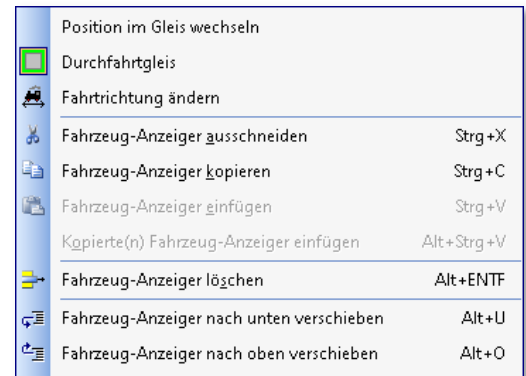 Position im Gleis wechseln
Durchfahrtgleis
Fahrtrichtung ändern
Fahrzeug-Anzeiger ausschneiden Strg+X
Fahrzeug-Anzeiger kopieren Strg+C
Fahrzeug-Anzeiger einfügen Strg+V
Kopierte(n) Fahrzeug-Anzeiger einfügen Alt+Strg+V
Fahrzeug-Anzeiger löschen Alt+ENTF
Fahrzeug-Anzeiger nach unten verschieben Alt+U
Fahrzeug-Anzeiger nach oben verschieben Alt+O